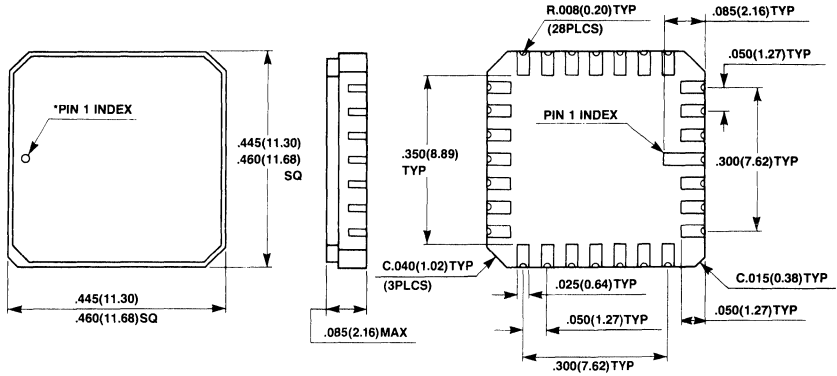 R.008(0.20)TYP
(28PLCS)
.085(2.16)TYP
.050(1.27)TYP
*PIN 1 INDEX
PIN 1 INDEX
.445(11.30)
.460(11.68)
SQ
.350(8.89)
TYP
.300(7.62)TYP
C.040(1.02)TYP
(3PLCS)
C.015(0.38)TYP
.025(0.64)TYP
.445(11.30)
.460(11.68)SQ
.050(1.27)TYP
.050(1.27)TYP
.085(2.16)MAX
.300(7.62)TYP